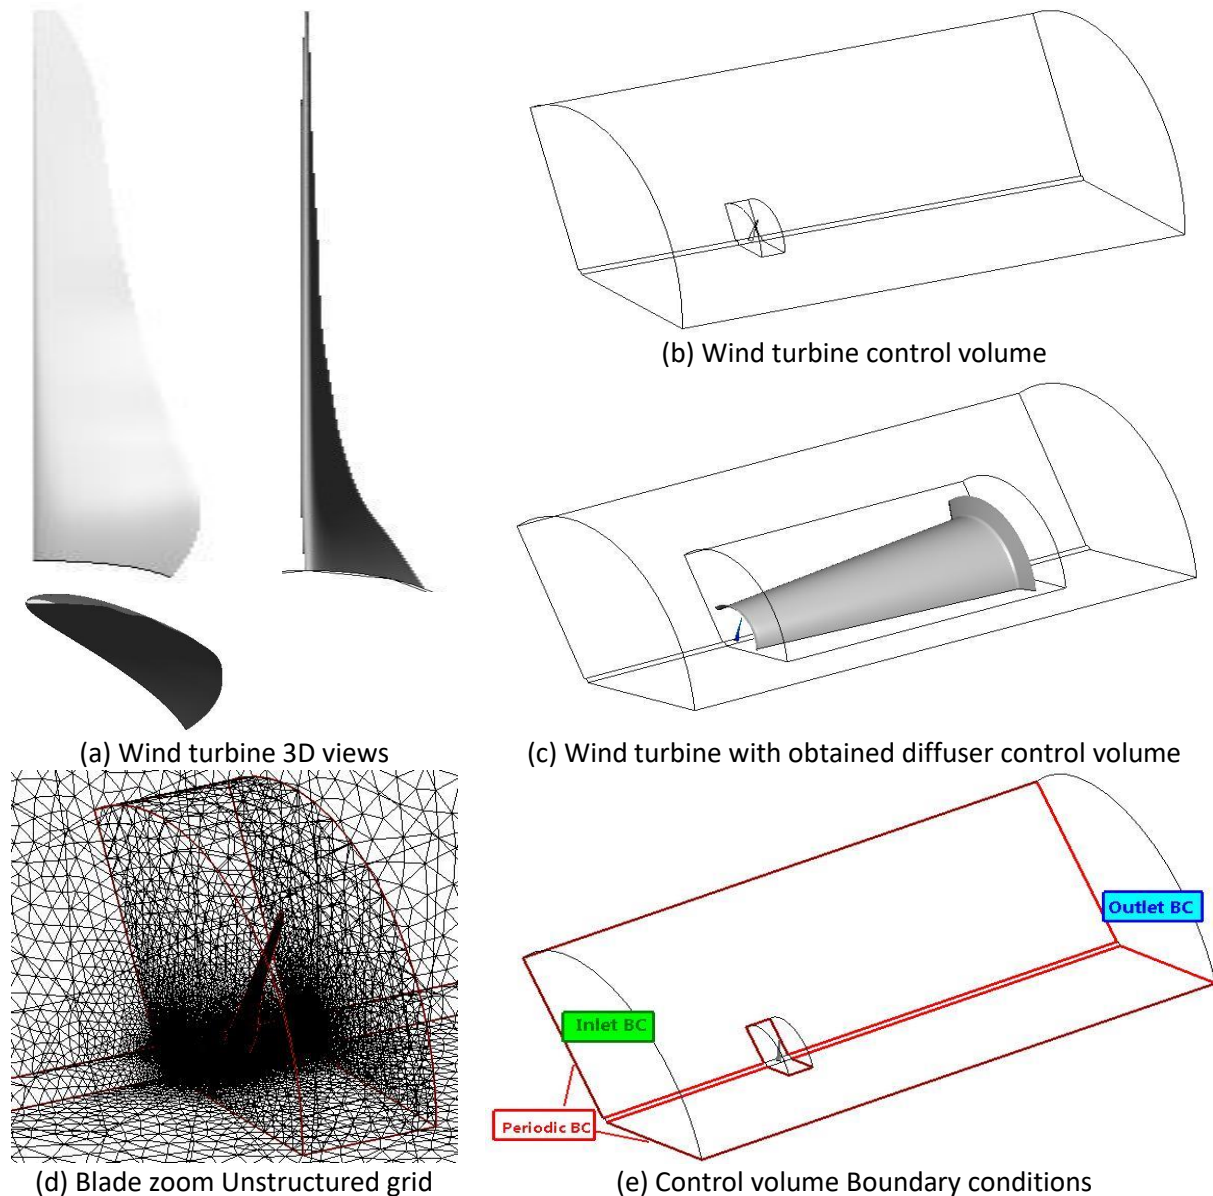 (b) Wind turbine control volume
(a) Wind turbine 3D views
(c) Wind turbine with obtained diffuser control volume
Outlet BC
Inlet BC
Periodic BC
(d) Blade zoom Unstructured grid
(e) Control volume Boundary conditions